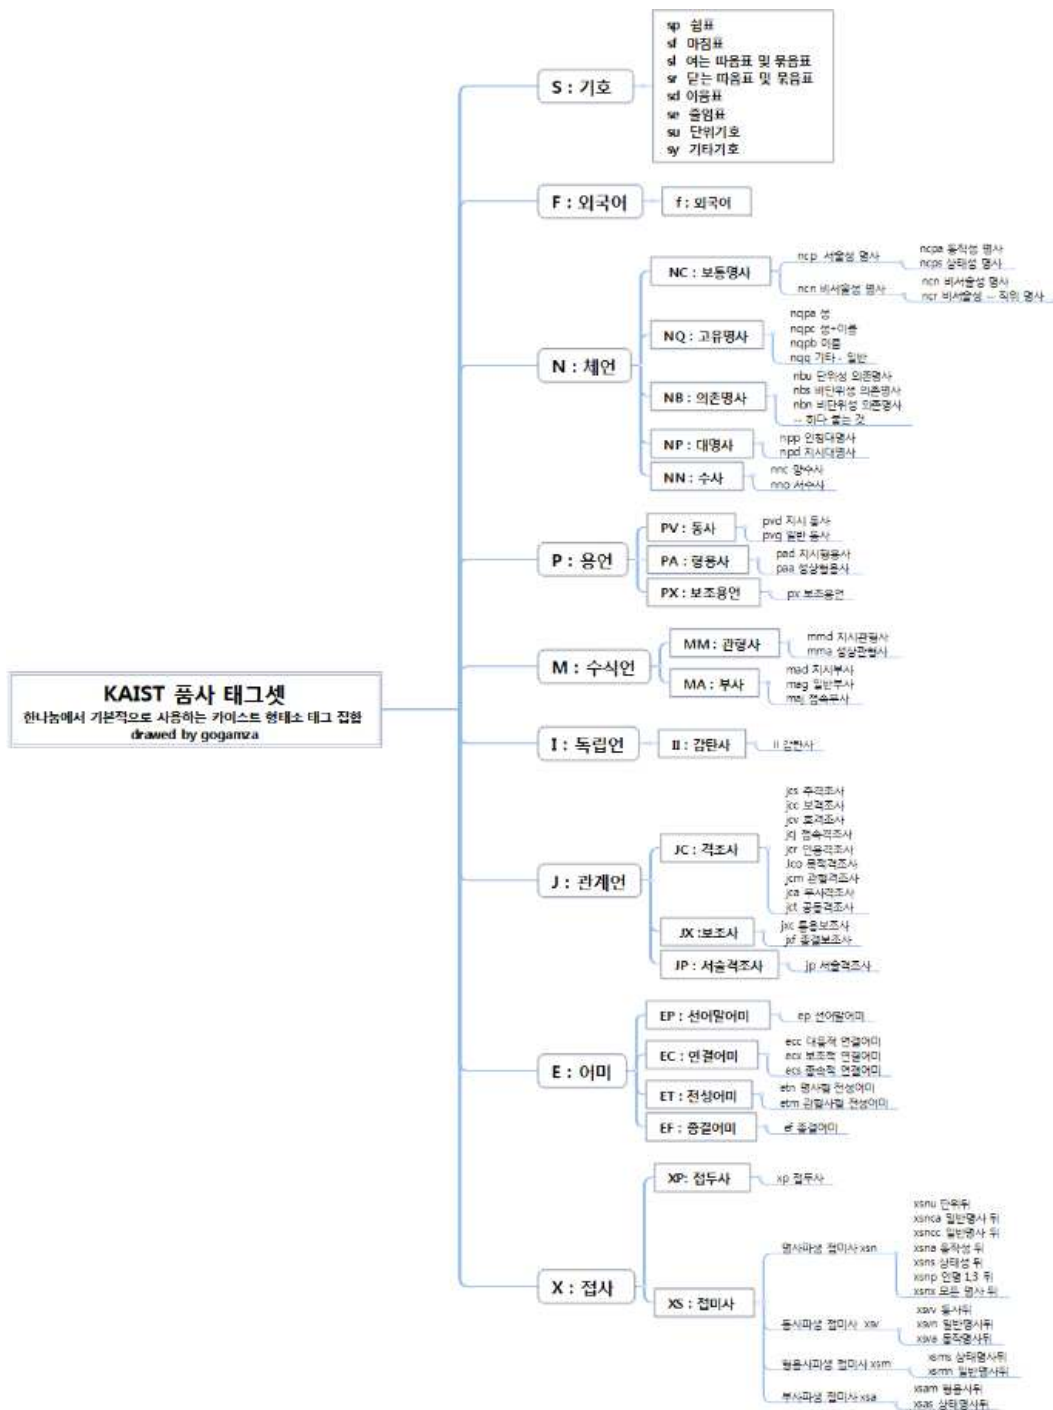 KAIST 품사 태그셋
한나눔에서 기본적으로 사용하는 카이스트 형태소 태그 집합
drawed by gogamza
S : 기호
sp 쉼표
sf 마침표
sl 여는 따옴표 및 묶음표
sr 닫는 따옴표 및 묶음표
sd 이음표
se 줄임표
su 단위기호
sy 기타기호
F : 외국어
f : 외국어
N : 체언
NC : 보통명사
ncp 서술성 명사
ncpa 동작성 명사
ncps 상태성 명사
ncn 비서술성 명사
ncn 비서술성 명사
ncr 비서술성 -- 직위 명사
NQ : 고유명사
nqpa 성
nqpc 성+이름
nqpb 이름
nqq 기타 - 일반
NB : 의존명사
nbu 단위성 의존명사
nbs 비단위성 의존명사
nbn 비단위성 의존명사
-- 하다 붙는 것
NP : 대명사
npp 인칭대명사
npd 지시대명사
NN : 수사
nnc 양수사
nno 서수사
P : 용언
PV : 동사
pvd 지시 동사
pvg 일반 동사
PA : 형용사
pad 지시형용사
paa 성상형용사
PX : 보조용언
px 보조용언
M : 수식언
MM : 관형사
mmd 지시관형사
mma 성상관형사
MA : 부사
mad 지시부사
mag 일반부사
maj 접속부사
I : 독립언
II : 감탄사
ii 감탄사
J : 관계언
JC : 격조사
jcs 주격조사
jcc 보격조사
jcv 호격조사
jcj 접속격조사
jcr 인용격조사
Jco 목적격조사
jcm 관형격조사
jca 부사격조사
jct 공동격조사
JX :보조사
jxc 통용보조사
jxf 종결보조사
JP : 서술격조사
jp 서술격조사
E : 어미
EP : 선어말어미
ep 선어말어미
EC : 연결어미
ecc 대등적 연결어미
ecx 보조적 연결어미
ecs 종속적 연결어미
ET : 전성어미
etn 명사형 전성어미
etm 관형사형 전성어미
EF : 종결어미
ef 종결어미
X : 접사
XP: 접두사
xp 접두사
XS : 접미사
명사파생 접미사 xsn
xsnu 단위뒤
xsnca 일반명사 뒤
xsncc 일반명사 뒤
xsna 동작성 뒤
xsns 상태성 뒤
xsnp 인명 1,3 뒤
xsnx 모든 명사 뒤
동사파생 접미사 xsv
xsvv 동사뒤
xsvn 일반명사뒤
xsva 동작명사뒤
형용사파생 접미사 xsm
xsms 상태명사뒤
xsmn 일반명사뒤
부사파생 접미사 xsa
xsam 형용사뒤
xsas 상태명사뒤